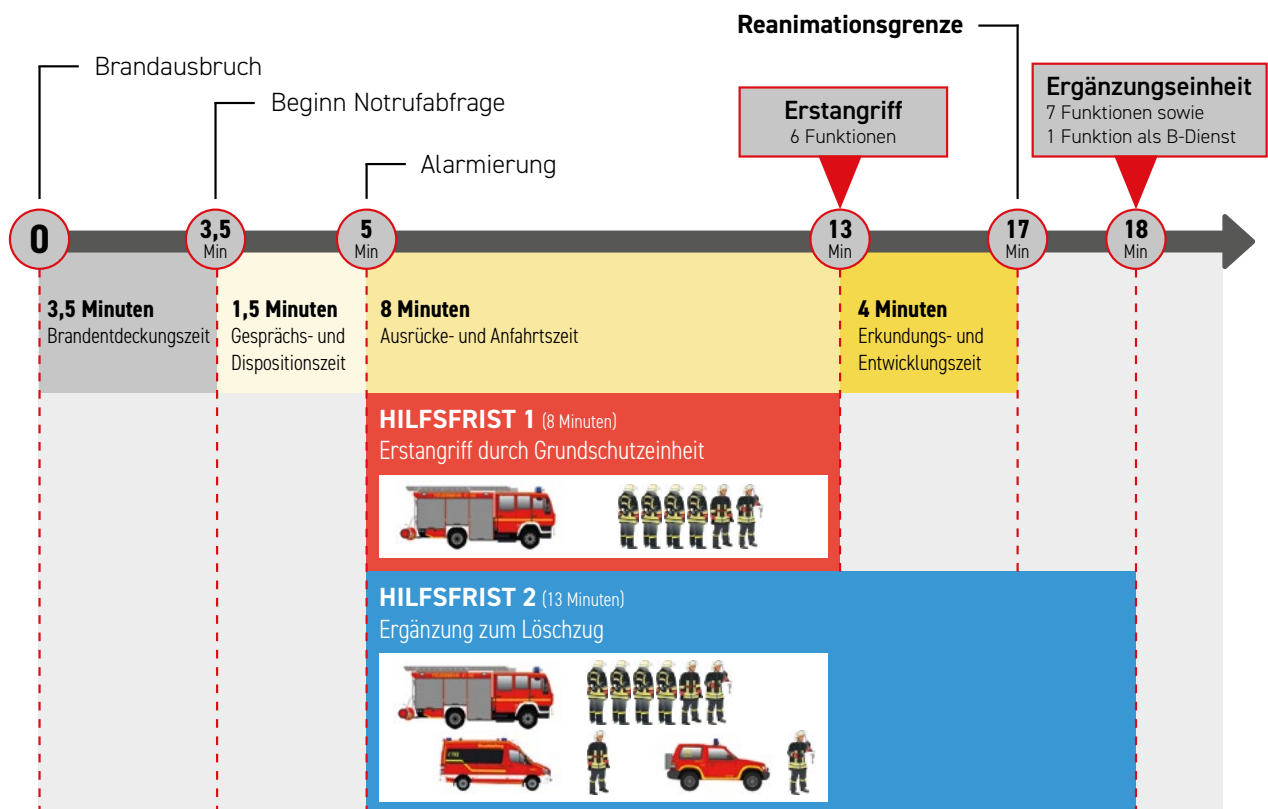 Reanimationsgrenze
Brandausbruch
Beginn Notrufabfrage
Alarmierung
Erstangriff
6 Funktionen
Ergänzungseinheit
7 Funktionen sowie
1 Funktion als B-Dienst
0
3,5
Min
5
Min
13
Min
17
Min
18
Min
3,5 Minuten
Brandentdeckungszeit
1,5 Minuten
Gesprächs- und
Dispositionszeit
8 Minuten
Ausrücke- und Anfahrtszeit
4 Minuten
Erkundungs- und
Entwicklungszeit
HILFSFRIST 1 (8 Minuten)
Erstangriff durch Grundschutzeinheit
HILFSFRIST 2 (13 Minuten)
Ergänzung zum Löschzug